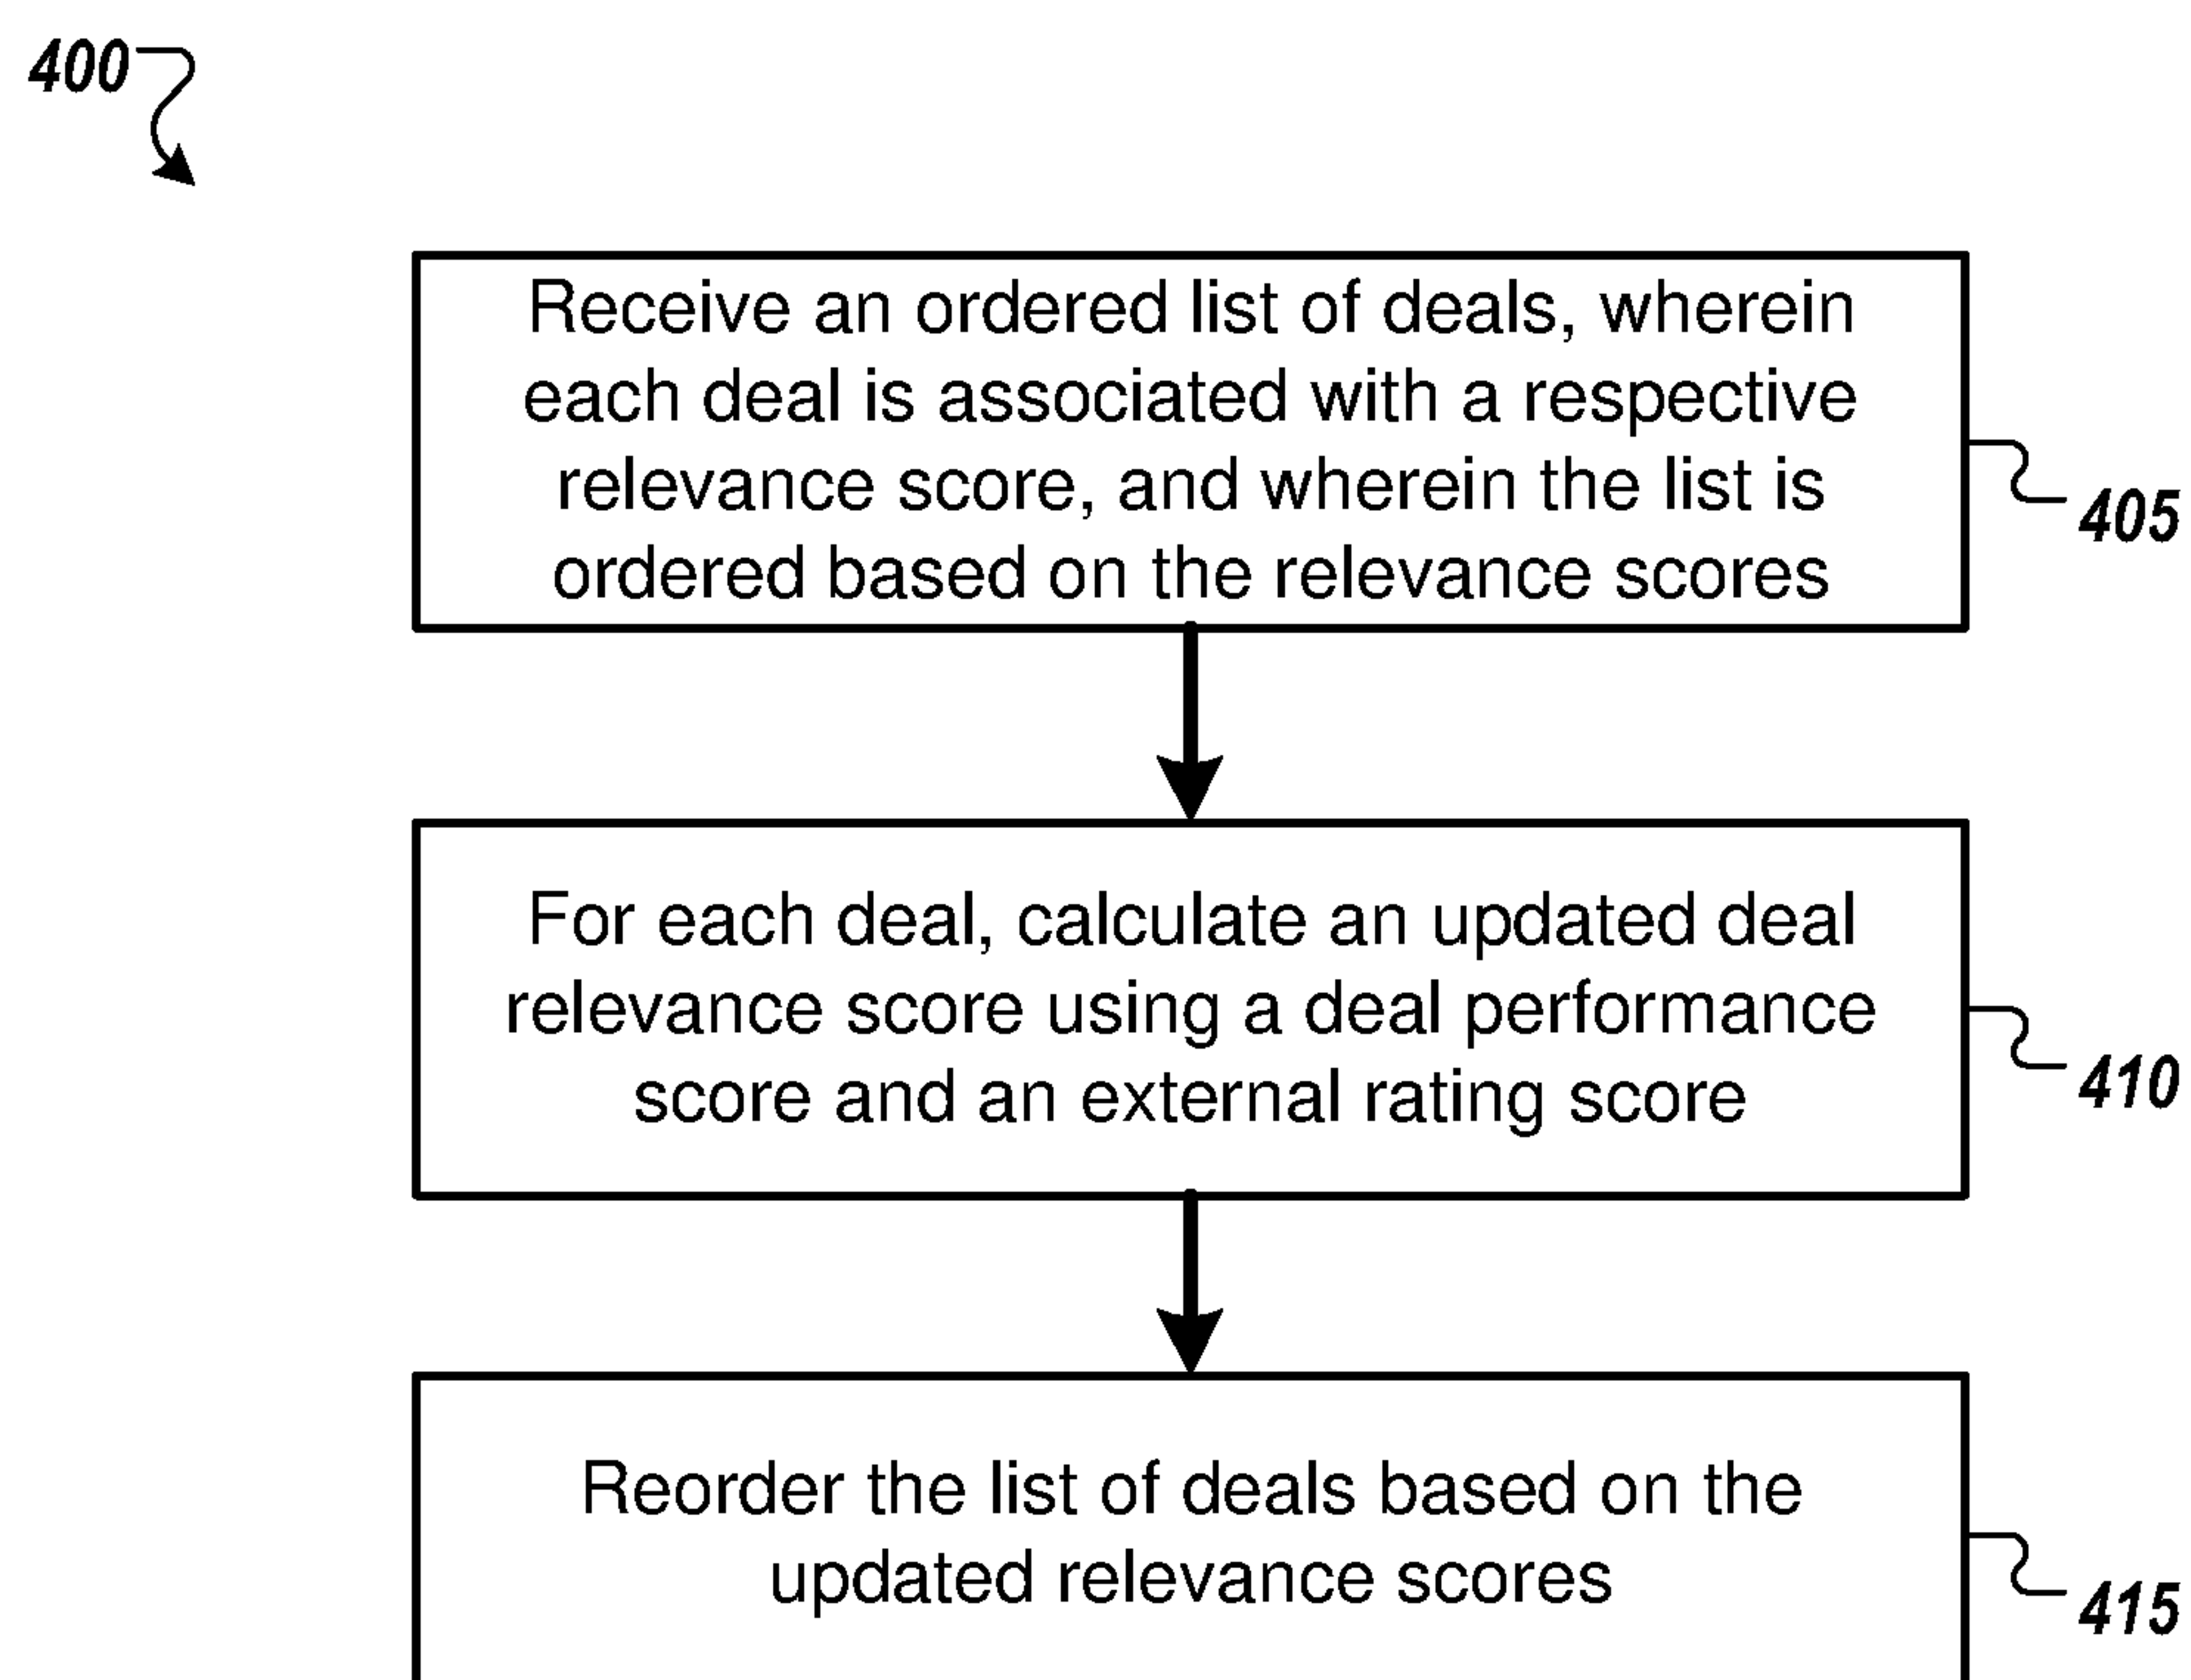 400
Receive an ordered list of deals, wherein
each deal is associated with a respective
relevance score, and wherein the list is
ordered based on the relevance scores
405
For each deal, calculate an updated deal
relevance score using a deal performance
score and an external rating score
410
Reorder the list of deals based on the
updated relevance scores
415